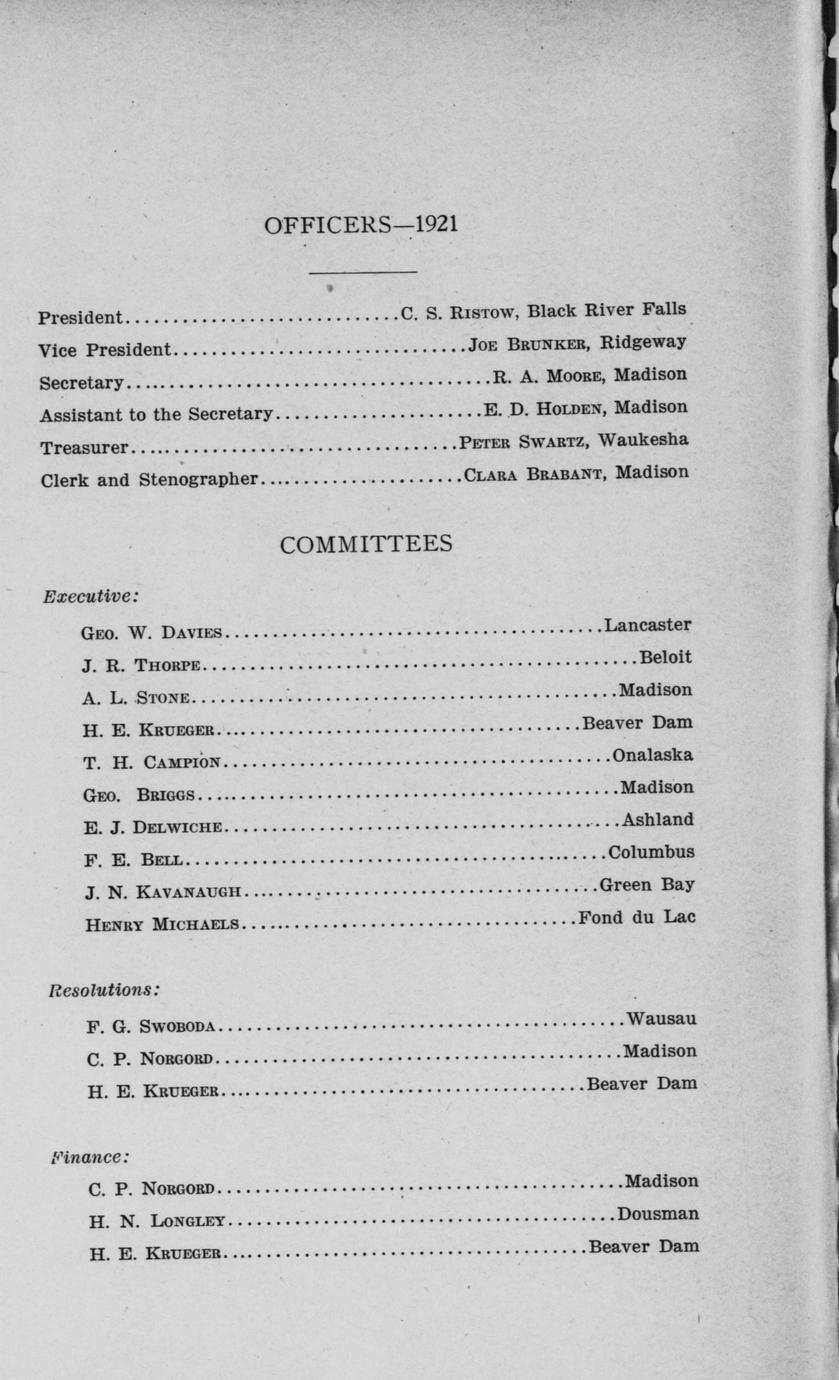 OFFICERS—1921
President.............................C. S. Ristow, Black River Falls
Vice President...............................Joe Brunker, Ridgeway
Secretary......................................R. A. Moore, Madison
Assistant to the Secretary......................E. D. Holden, Madison
Treasurer..................................Peter Swartz, Waukesha
Clerk and Stenographer.....................Clara Brabant, Madison
COMMITTEES
Executive:
Geo. W. Davies........................................Lancaster
J. R. Thorpe.............................................Beloit
A. L. Stone............................................Madison
H. E. Krueger......................................Beaver Dam
T. H. Campion.........................................Onalaska
Geo. Briggs............................................Madison
E. J. Delwiche.........................................Ashland
F. E. Bell............................................Columbus
J. N. Kavanaugh.....................................Green Bay
Henry Michaels...................................Fond du Lac
Resolutions:
F. G. Swoboda...........................................Wausau
C. P. Norgord..........................................Madison
H. E. Krueger......................................Beaver Dam
Finance:
C. P. Norgord..........................................Madison
H. N. Longley.........................................Dousman
H. E. Krueger......................................Beaver Dam